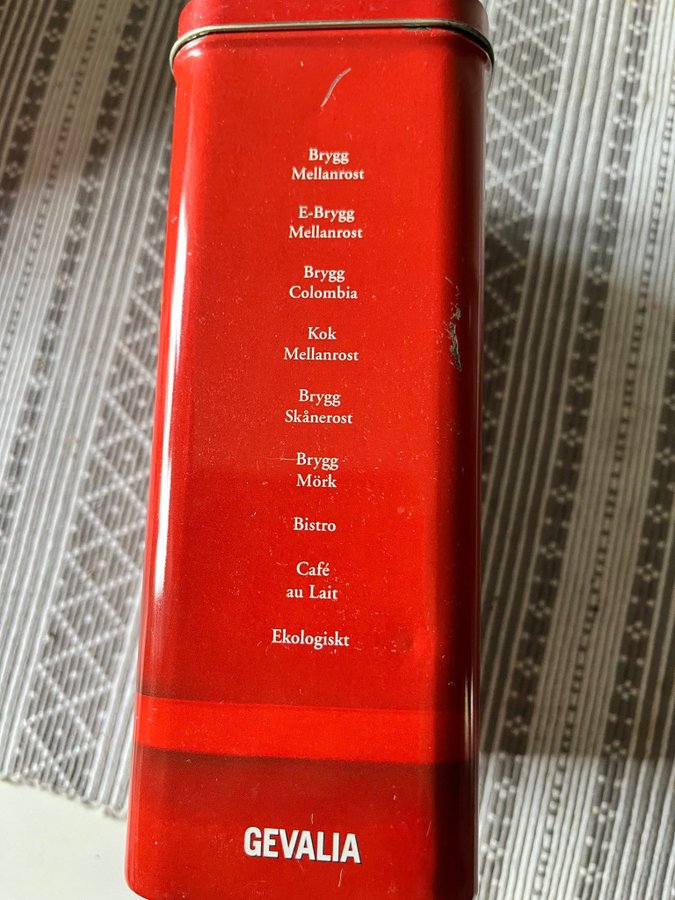 Brygg
Mellanrost
E-Brygg
Mellanrost
Brygg
Colombia
Kok
Mellanrost
Brygg
Skånerost
Brygg
Mörk
Bistro
Café
au Lait
Ekologiskt
GEVALIA